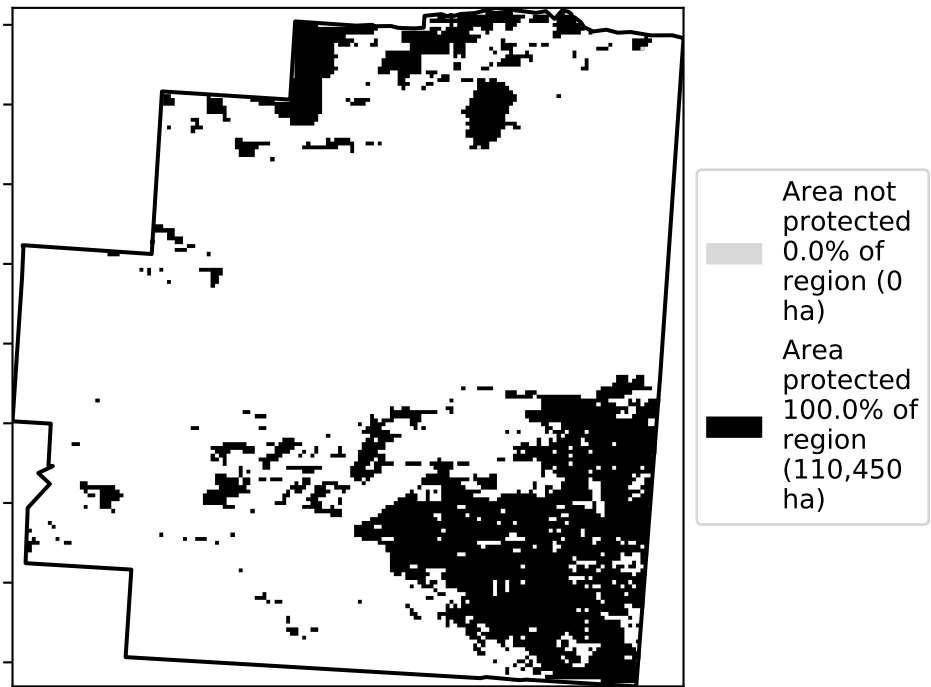 Area not
protected
0.0% of
region (0
ha)
Area
protected
100.0% of
region
(110,450
ha)